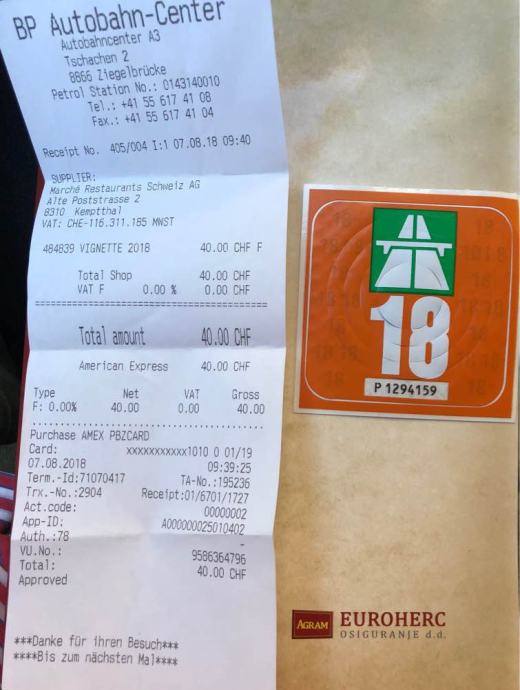 BP Autobahn-Center
Autobahncenter A3
Tschachen 2
8866 Ziegelbrücke
Petrol Station No.: 0143140010
Tel.: +41 55 617 41 08
Fax.: +41 55 617 41 04
Receipt No. 405/004 I:1 07.08.18 09:40
SUPPLIER:
Marché Restaurants Schweiz AG
Alte Poststrasse 2
8310 Kemptthal
VAT: CHE-116.311.185 MWST
484839 VIGNETTE 2018 40.00 CHF F
Total Shop 40.00 CHF
VAT F 0.00 % 0.00 CHF
Total amount 40.00 CHF
American Express 40.00 CHF
Type Net VAT Gross
F: 0.00% 40.00 0.00 40.00
Purchase AMEX PBZCARD
Card: xxxxxxxxxxx1010 0 01/19
07.08.2018 09:39:25
Term.-Id:71070417 TA-No.:195236
Trx.-No.:2904 Receipt:01/6701/1727
Act.code: 00000002
App-ID: A000000025010402
Auth.:78 -
VU.No.: 9586364796
Total: 40.00 CHF
Approved
***Danke für ihren Besuch***
****Bis zum nächsten Mal****
18
P 1294159
AGRAM EUROHERC
OSIGURANJE d.d.